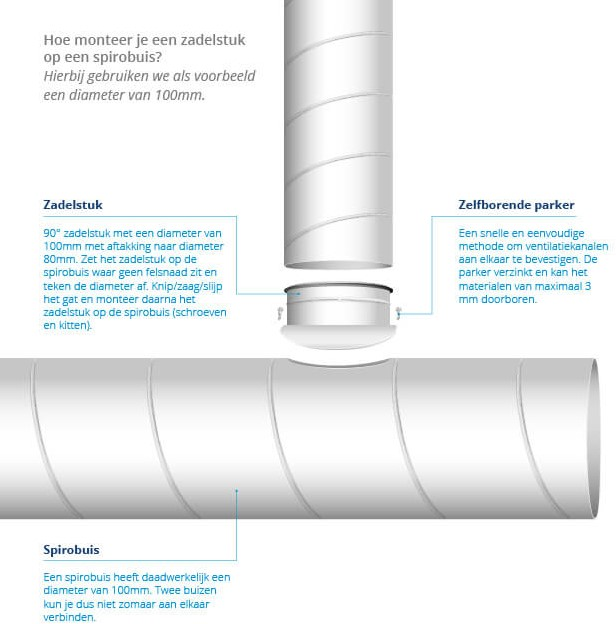 Hoe monteer je een zadelstuk
op een spirobuis?
Hierbij gebruiken we als voorbeeld
een diameter van 100mm.
Zadelstuk
90° zadelstuk met een diameter van
100mm met aftakking naar diameter
80mm. Zet het zadelstuk op de
spirobuis waar geen felsnaad zit en
teken de diameter af. Knip/zaag/slijp
het gat en monteer daarna het
zadelstuk op de spirobuis (schroeven
en kitten).
Zelfborende parker
Een snelle en eenvoudige
methode om ventilatiekanalen
aan elkaar te bevestigen. De
parker verzinkt en kan het
materialen van maximaal 3
mm doorboren.
Spirobuis
Een spirobuis heeft daadwerkelijk een
diameter van 100mm. Twee buizen
kun je dus niet zomaar aan elkaar
verbinden.